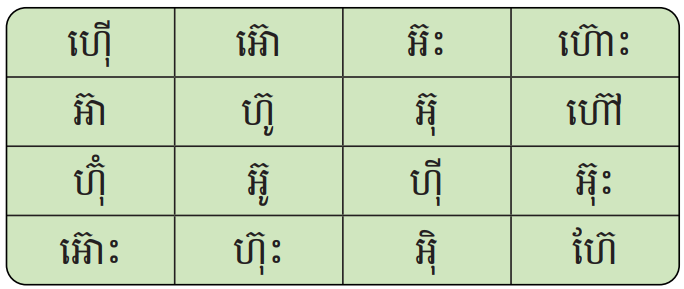 ហ៊ើ អ៊ោ អ៊ះ ហ៊ោះ
អ៊ា ហ៊ូ អ៊ុ ហ៊ៅ
ហ៊ុំ អ៊ូ ហ៊ី អ៊ុះ
អ៊ោះ ហ៊ុះ អ៊ិ ហ៊ែ